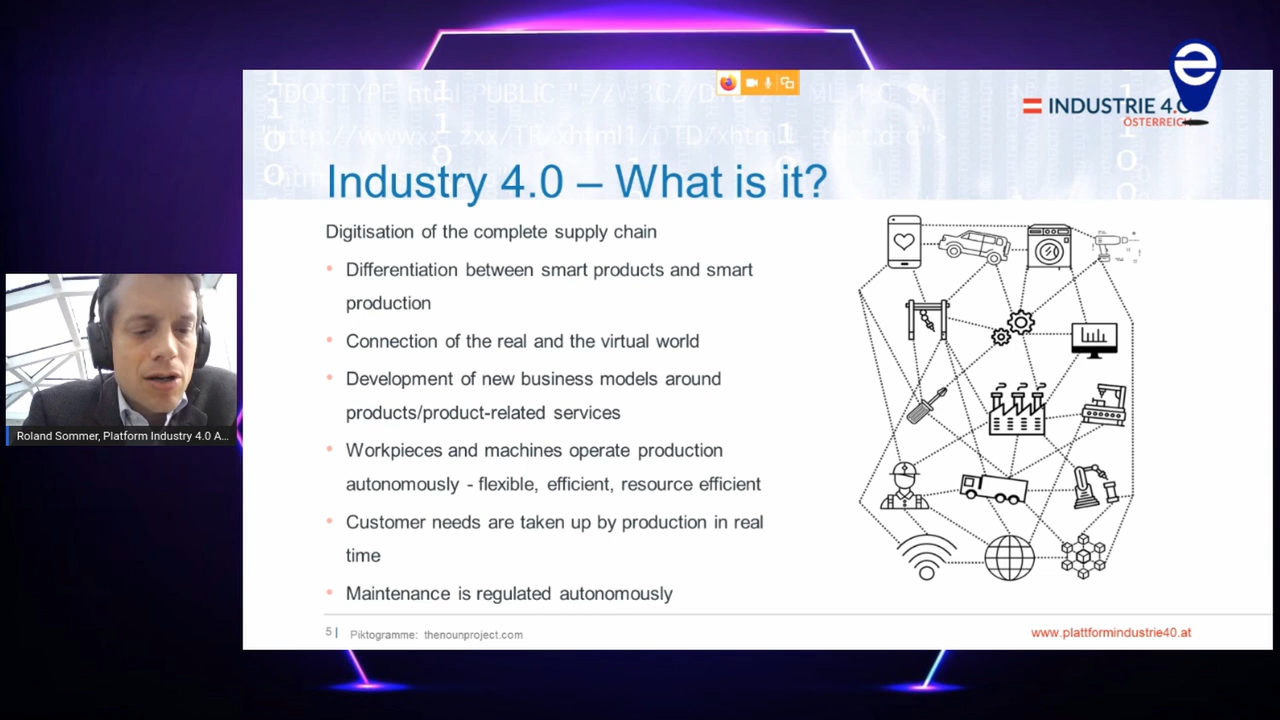 INDUSTRIE 4.0
ÖSTERREICH
Industry 4.0 – What is it?
Digitisation of the complete supply chain
• Differentiation between smart products and smart
production
• Connection of the real and the virtual world
• Development of new business models around
products/product-related services
• Workpieces and machines operate production
autonomously - flexible, efficient, resource efficient
• Customer needs are taken up by production in real
time
• Maintenance is regulated autonomously
Roland Sommer, Platform Industry 4.0 A...
5 | Piktogramme: thenounproject.com
www.plattformindustrie40.at